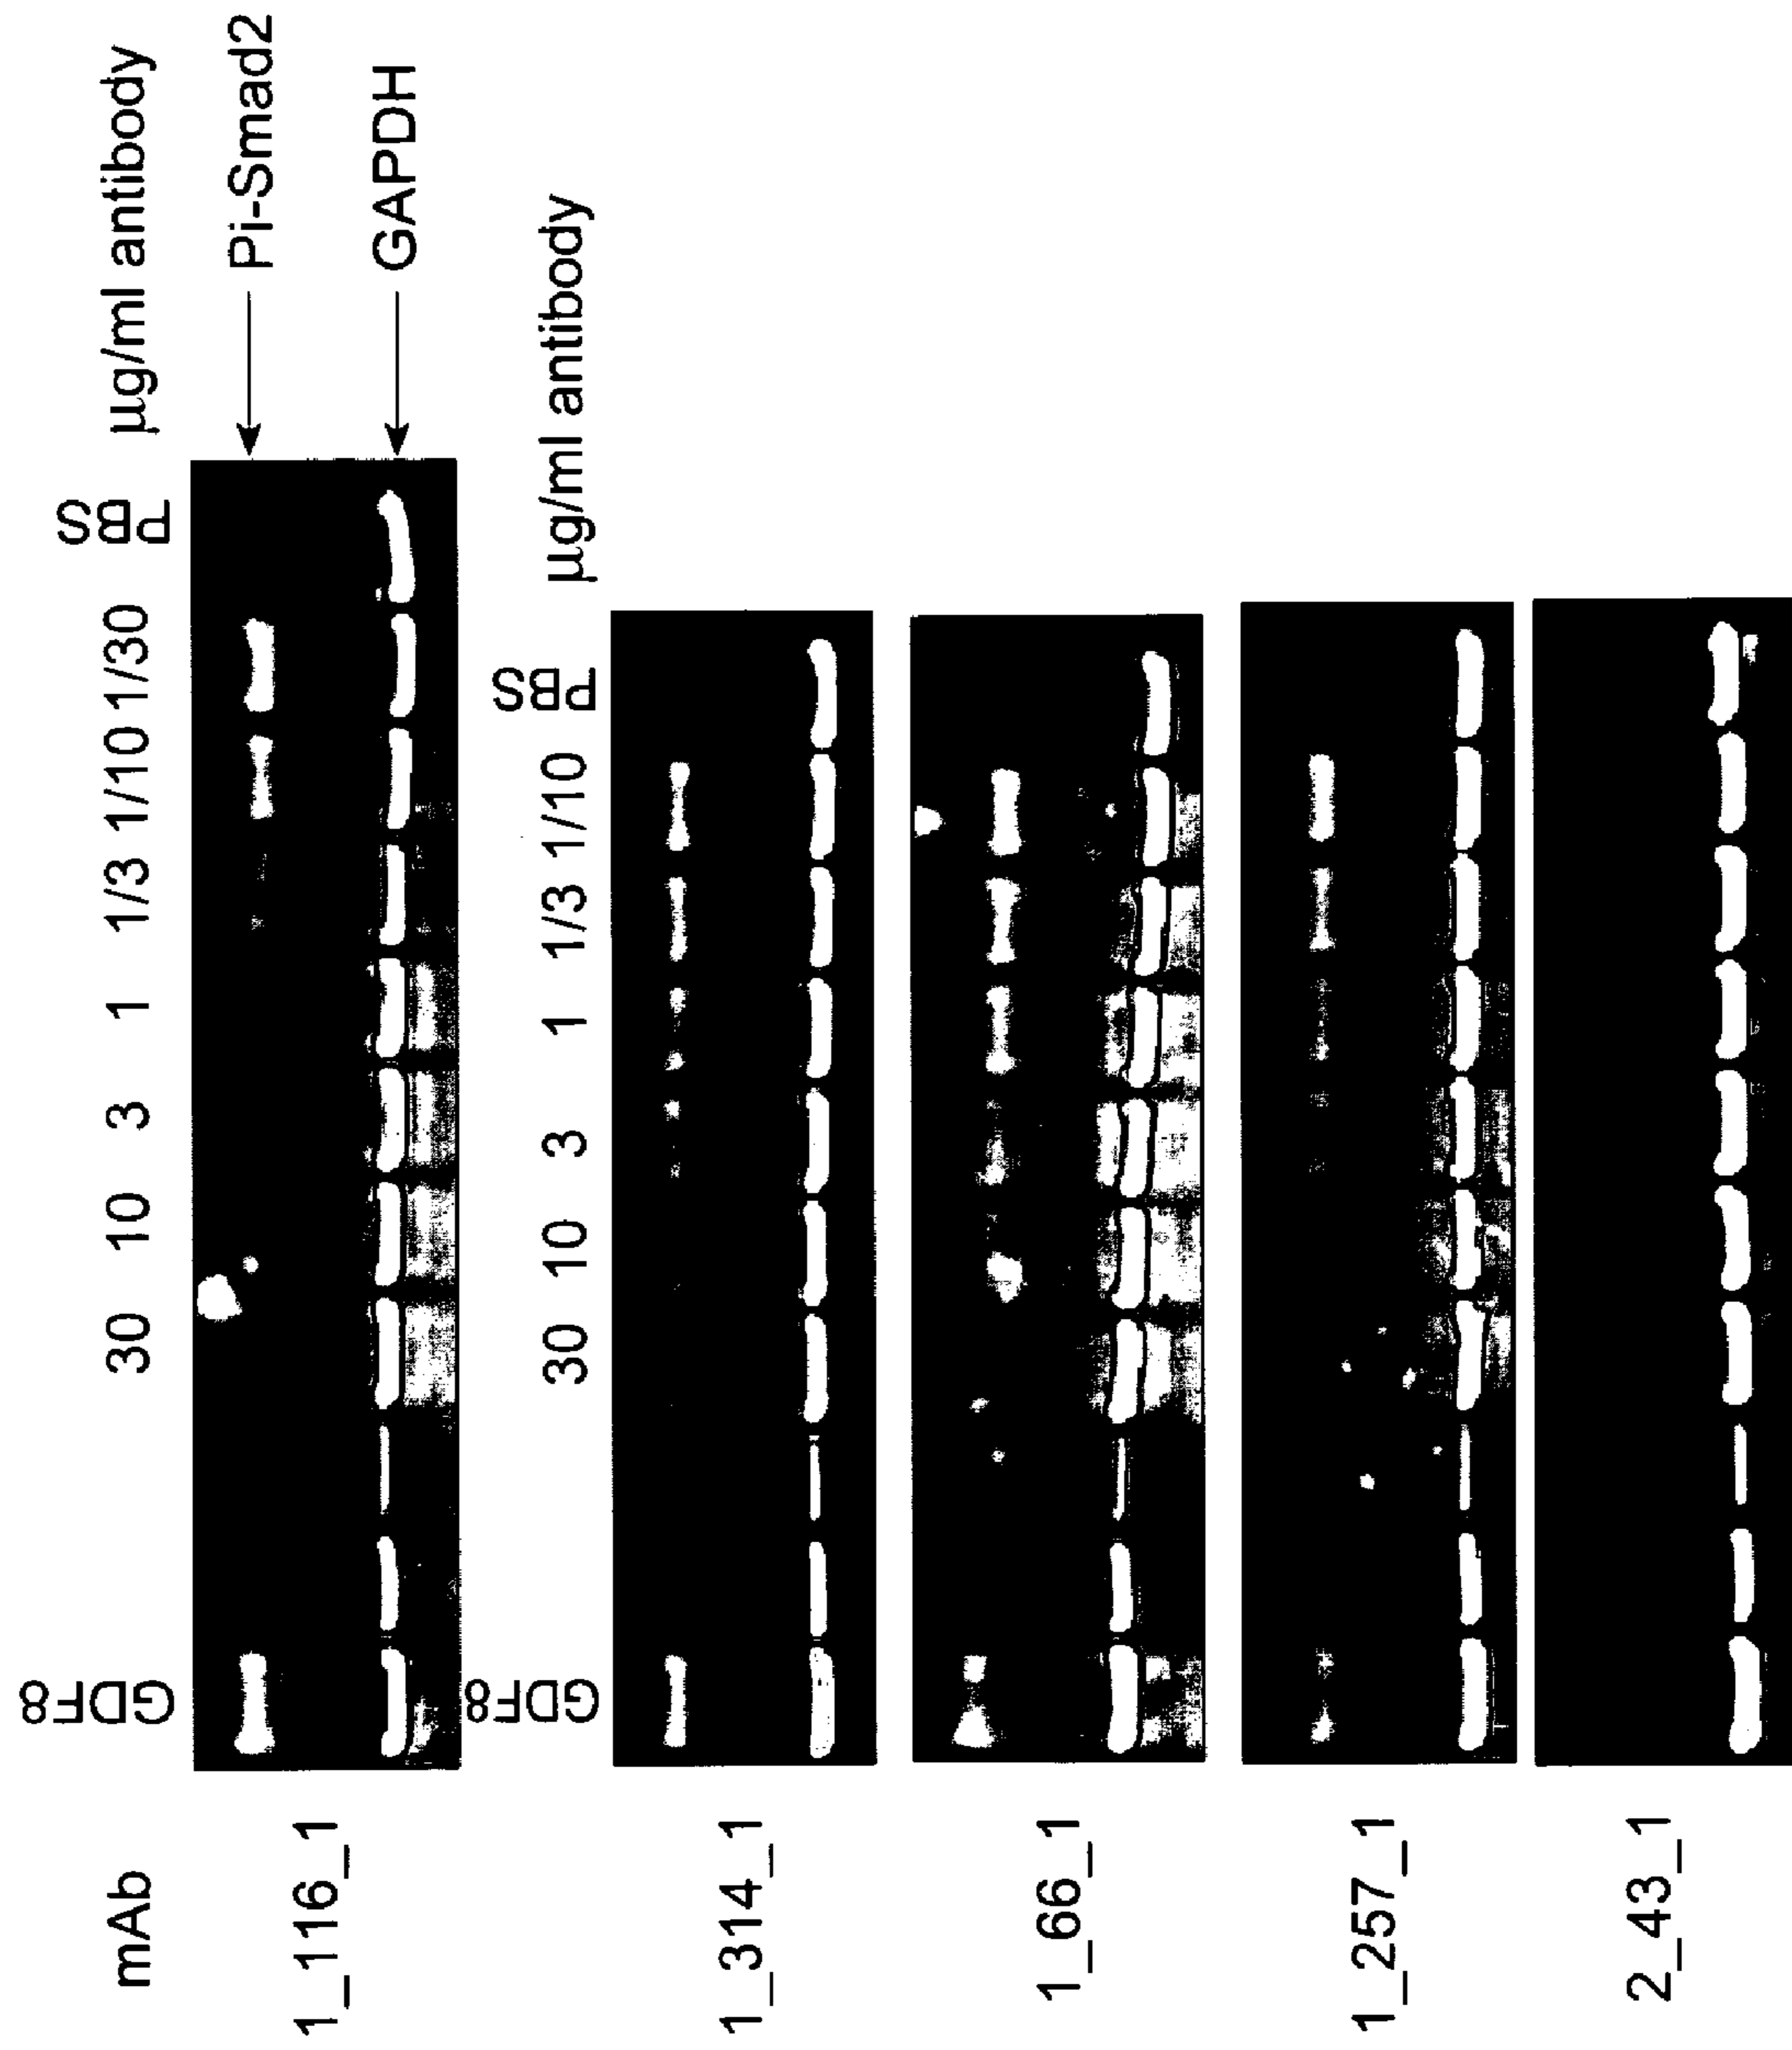 mAb
GDF8
30 10 3 1 1/3 1/10 1/30
PBS
µg/ml antibody
1_116_1
Pi-Smad2
GAPDH
GDF8
30 10 3 1 1/3 1/10
PBS
µg/ml antibody
1_314_1
1_66_1
1_257_1
2_43_1